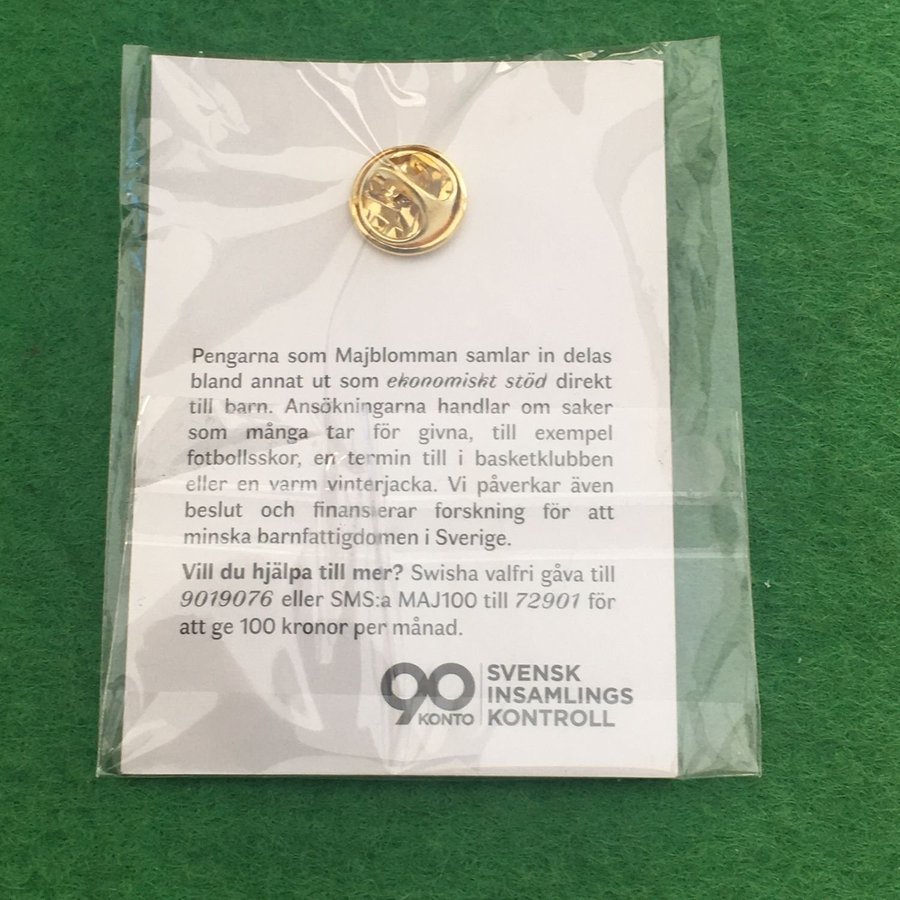 Pengarna som Majblomman samlar in delas
bland annat ut som ekonomiskt stöd direkt
till barn. Ansökningarna handlar om saker
som många tar för givna, till exempel
fotbollsskor, en termin till i basketklubben
eller en varm vinterjacka. Vi påverkar även
beslut och finansierar forskning för att
minska barnfattigdomen i Sverige.
Vill du hjälpa till mer? Swisha valfri gåva till
9019076 eller SMS:a MAJ100 till 72901 för
att ge 100 kronor per månad.
90
KONTO
SVENSK
INSAMLINGS
KONTROLL